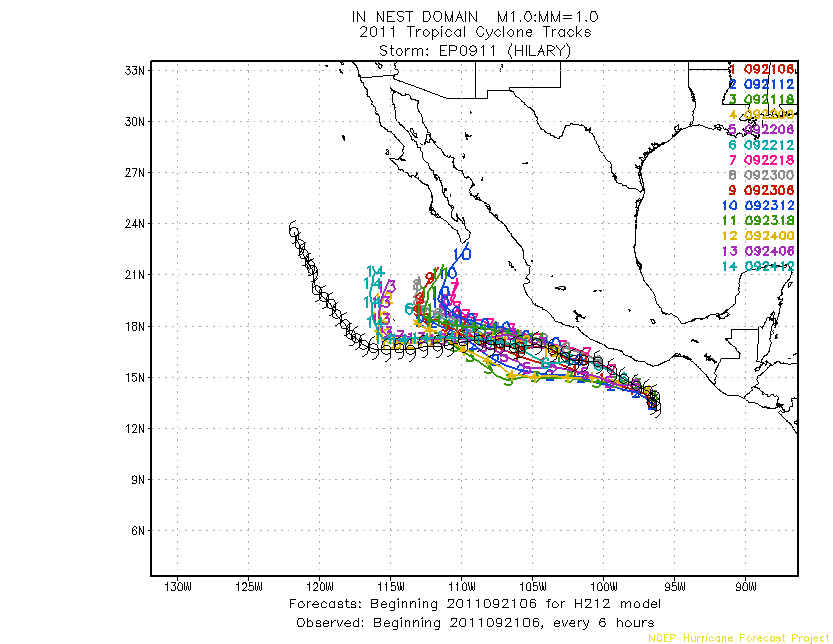 IN NEST DOMAIN M1.0:MM=1.0
2011 Tropical Cyclone Tracks
Storm: EP0911 (HILARY)
33N
30N
27N
24N
21N
18N
15N
12N
9N
6N
1 092106
2 092112
3 092118
4 092200
5 092206
6 092212
7 092218
8 092300
9 092306
10 092312
11 092318
12 092400
13 092406
14 092412
130W 125W 120W 115W 110W 105W 100W 95W 90W
Forecasts: Beginning 2011092106 for H212 model
Observed: Beginning 2011092106, every 6 hours
NCEP Hurricane Forecast Project